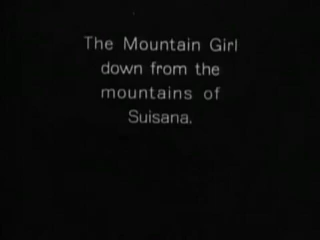 The Mountain Girl
down from the
mountains of
Suisana.